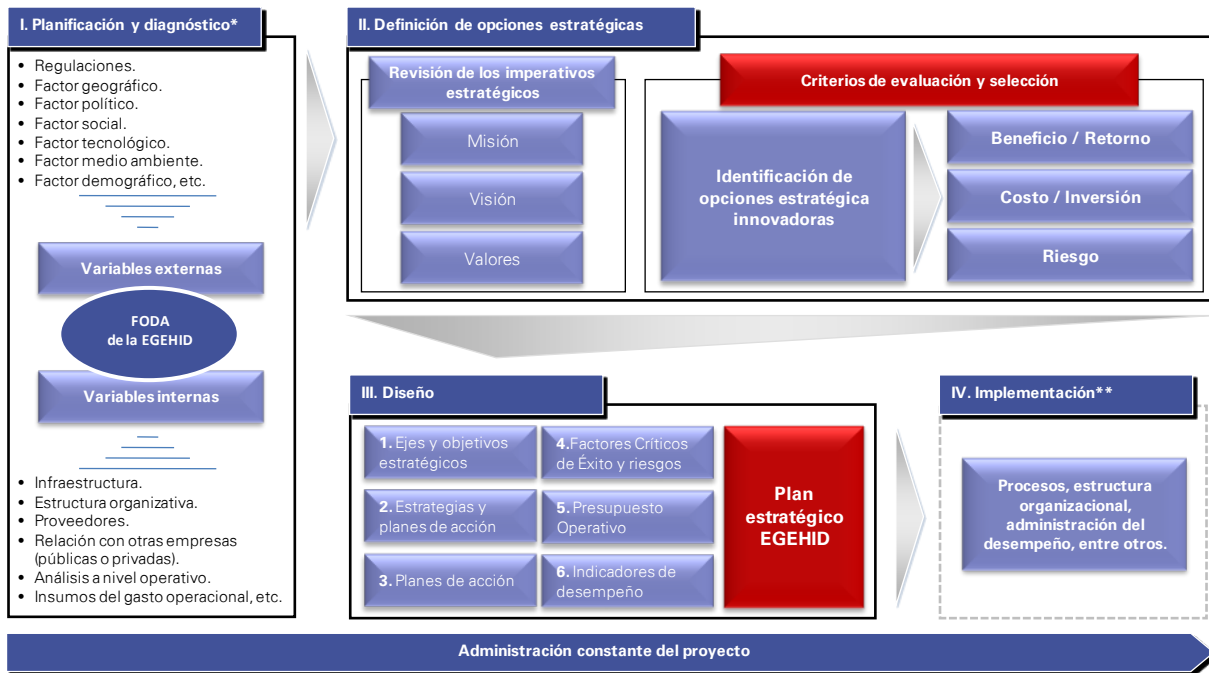 I. Planificación y diagnóstico*
• Regulaciones.
• Factor geográfico.
• Factor político.
• Factor social.
• Factor tecnológico.
• Factor medio ambiente.
• Factor demográfico, etc.
Variables externas
FODA
de la EGEHID
Variables internas
• Infraestructura.
• Estructura organizativa.
• Proveedores.
• Relación con otras empresas
(públicas o privadas).
• Análisis a nivel operativo.
• Insumos del gasto operacional, etc.
II. Definición de opciones estratégicas
Revisión de los imperativos
estratégicos
Misión
Visión
Valores
Criterios de evaluación y selección
Identificación de
opciones estratégica
innovadoras
Beneficio / Retorno
Costo / Inversión
Riesgo
III. Diseño
1. Ejes y objetivos
estratégicos
2. Estrategias y
planes de acción
3. Planes de acción
4.Factores Críticos
de Éxito y riesgos
5. Presupuesto
Operativo
6. Indicadores de
desempeño
Plan
estratégico
EGEHID
IV. Implementación**
Procesos, estructura
organizacional,
administración del
desempeño, entre otros.
Administración constante del proyecto